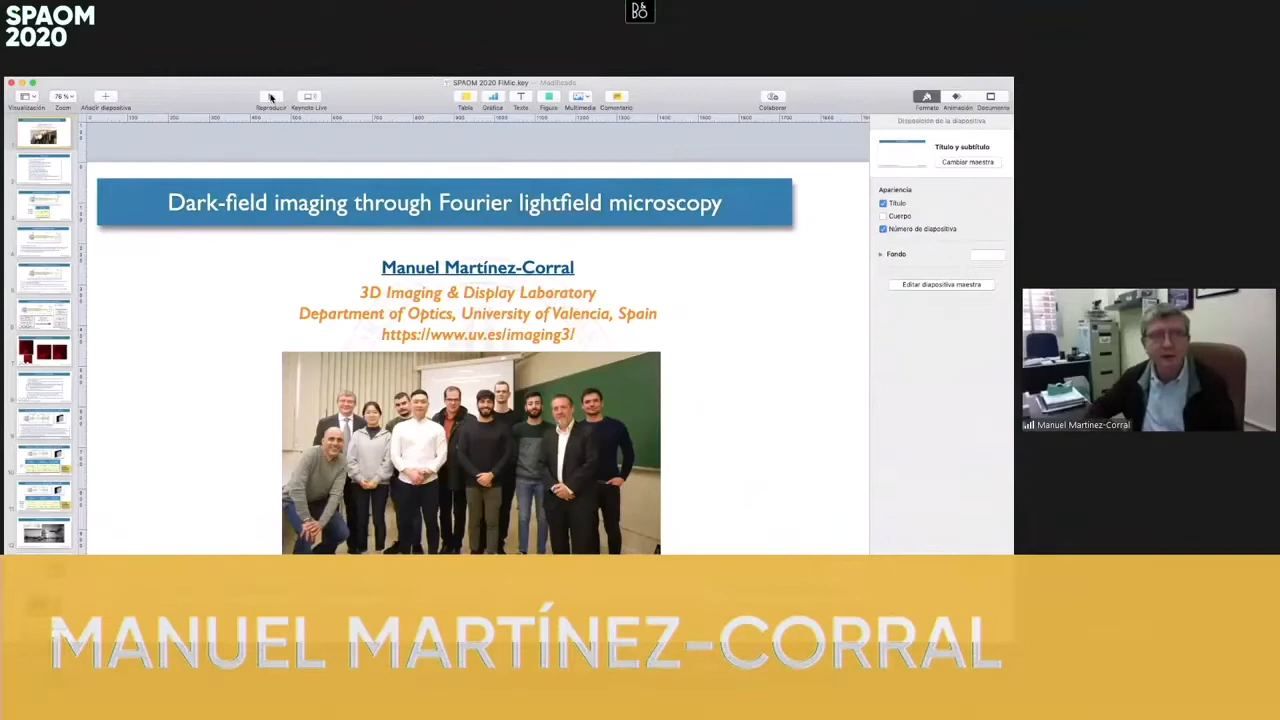 SPAOM
2020
B&
BO
SPAOM 2020 FiMic.key — Modificado
76 %
Visualización
Zoom
Añadir diapositiva
Reproducir
Keynote Live
Tabla
Gráfica
Texto
Figura
Multimedia
Comentario
Colaborar
Formato
Animación
Documento
Disposición de la diapositiva
Título y subtítulo
Cambiar maestra
Apariencia
Título
Cuerpo
Número de diapositiva
Fondo
Editar diapositiva maestra
Dark-field imaging through Fourier lightfield microscopy
Manuel Martínez-Corral
3D Imaging & Display Laboratory
Department of Optics, University of Valencia, Spain
https://www.uv.es/imaging3/
Manuel Martinez-Corral
MANUEL MARTÍNEZ-CORRAL